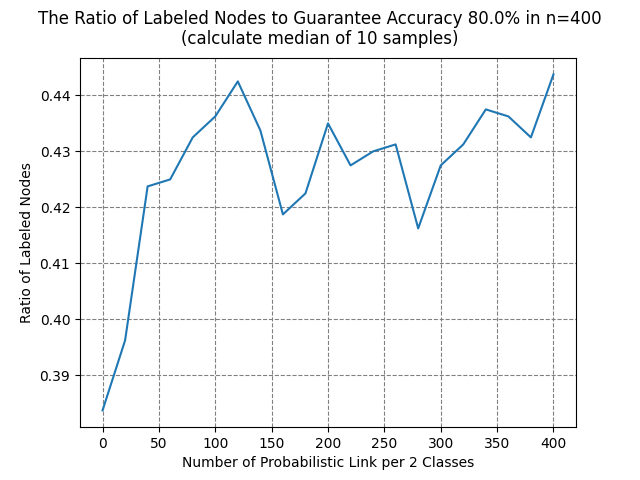 The Ratio of Labeled Nodes to Guarantee Accuracy 80.0% in n=400
(calculate median of 10 samples)
0.44
0.43
0.42
0.41
0.40
0.39
Ratio of Labeled Nodes
0 50 100 150 200 250 300 350 400
Number of Probabilistic Link per 2 Classes